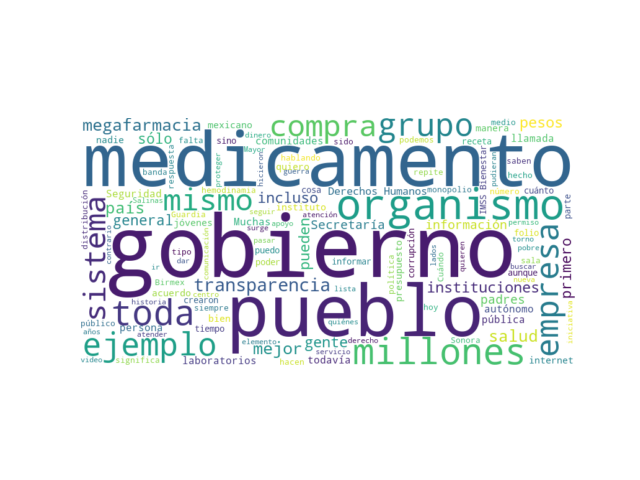 megafarmacia sólo compra grupo manera medio pesos
nadie respuesta falta sino mexicano dinero comunidades sido podemos receta llamada folio
medicamento
banda proteger Mayor hicieron hablando quiero guerra repite saben hecho pudieran cuánto
distribución Seguridad Salinas mismo hemodinamia cosa Derechos Humanos monopolio número IMSS Bienestar
país Guardia incluso instituto organismo permiso parte
sistema contrario general jóvenes seguir apoyo Muchas surge atención pueden Secretaría información torno primero
gobierno
tipo comunicación pasar puedo poder política Cuándo corrupción lados quieren sala aunque pobre buscar nueva empresa
ir Birmex acuerdo centro transparencia lista presupuesto instituciones iniciativa
historia crearon siempre hoy padres autónomo
público toda persona bien quiénes pueblo pública
años atender tiempo elemento derecho Sonora salud
ejemplo mejor gente servicio millones
video significa laboratorios hacen todavía informar internet
dar